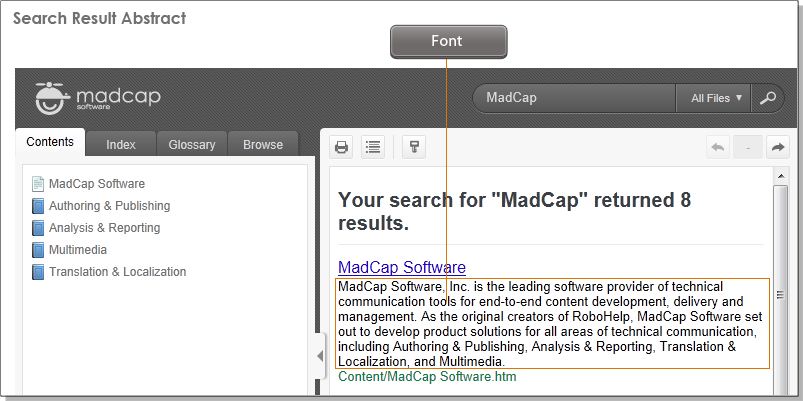 Search Result Abstract
Font
madcap
software
MadCap
All Files
Contents
Index
Glossary
Browse
MadCap Software
Authoring & Publishing
Analysis & Reporting
Multimedia
Translation & Localization
-
Your search for "MadCap" returned 8
results.
MadCap Software
MadCap Software, Inc. is the leading software provider of technical
communication tools for end-to-end content development, delivery and
management. As the original creators of RoboHelp, MadCap Software set
out to develop product solutions for all areas of technical communication,
including Authoring & Publishing, Analysis & Reporting, Translation &
Localization, and Multimedia.
Content/MadCap Software.htm